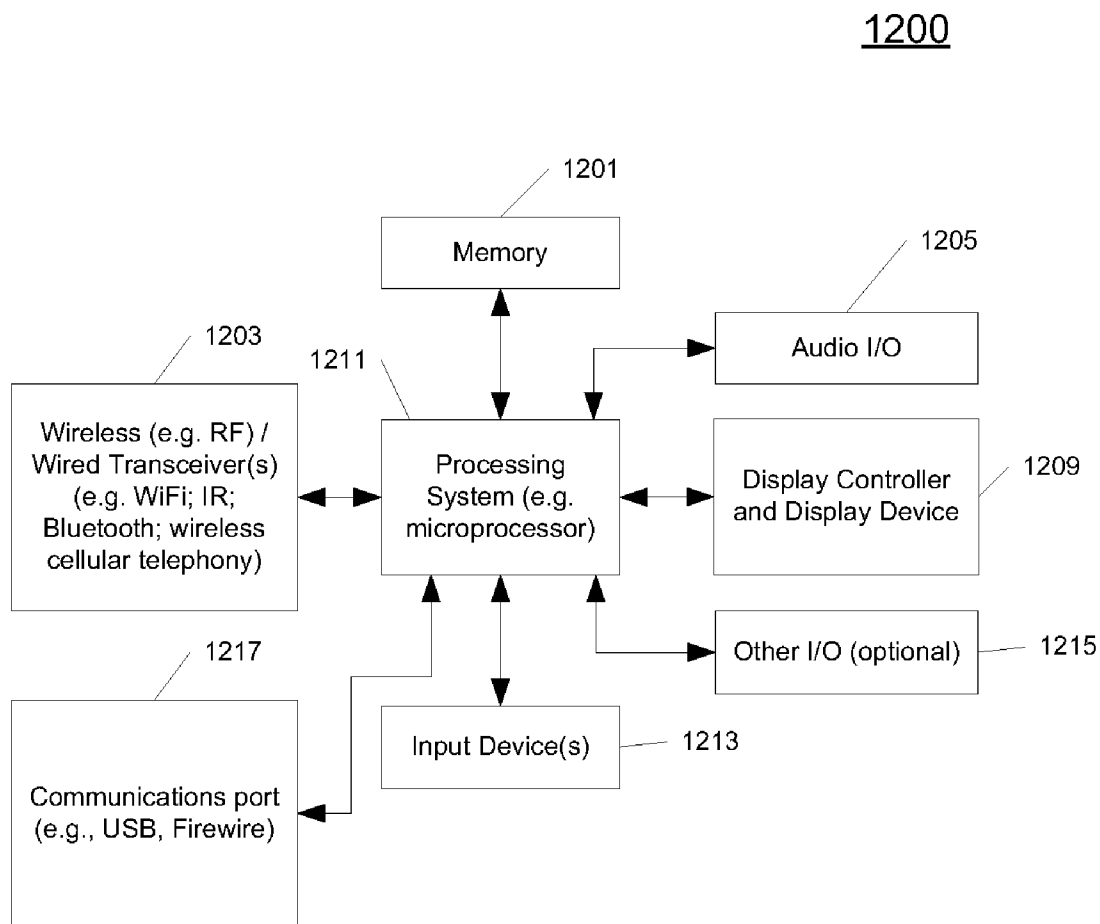 1200
1201
Memory
1205
Audio I/O
1203
Wireless (e.g. RF) /
Wired Transceiver(s)
(e.g. WiFi; IR;
Bluetooth; wireless
cellular telephony)
1211
Processing
System (e.g.
microprocessor)
Display Controller
and Display Device
1209
1217
Communications port
(e.g., USB, Firewire)
Input Device(s)
1213
Other I/O (optional)
1215